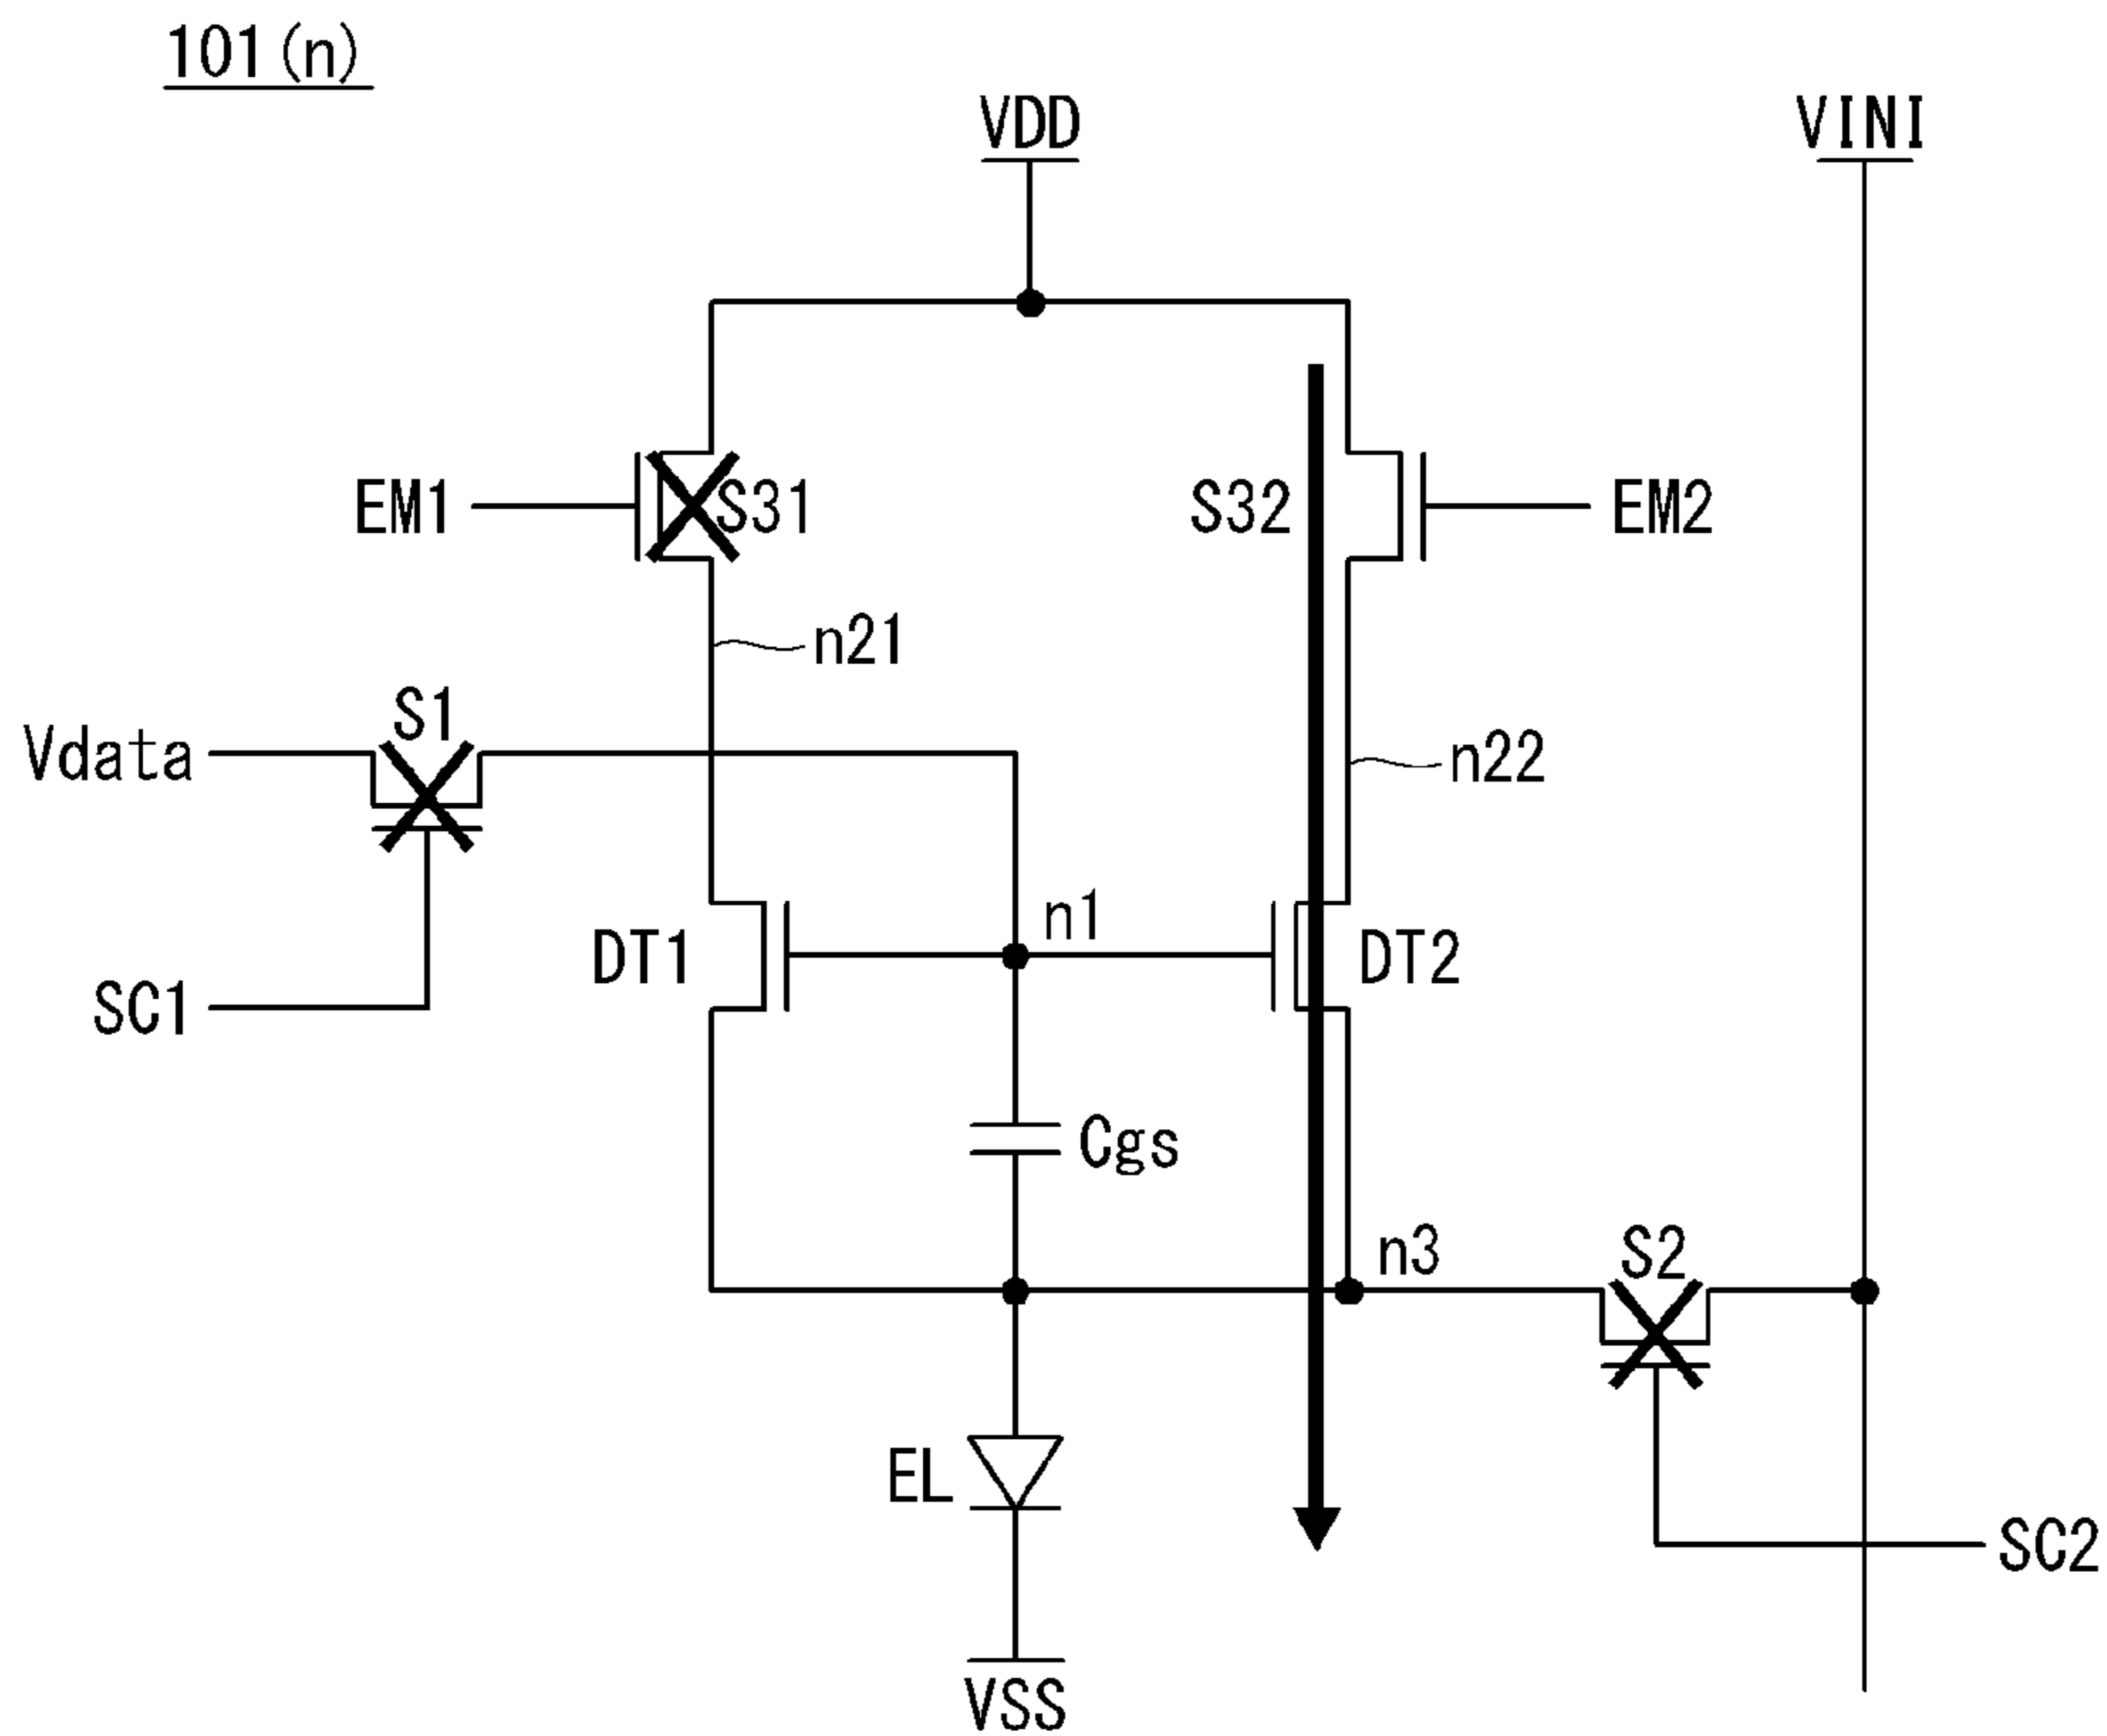 101(n)
VDD
VINI
EM1
S31
S32
EM2
n21
S1
Vdata
n22
n1
DT1
DT2
SC1
Cgs
n3
S2
EL
SC2
VSS